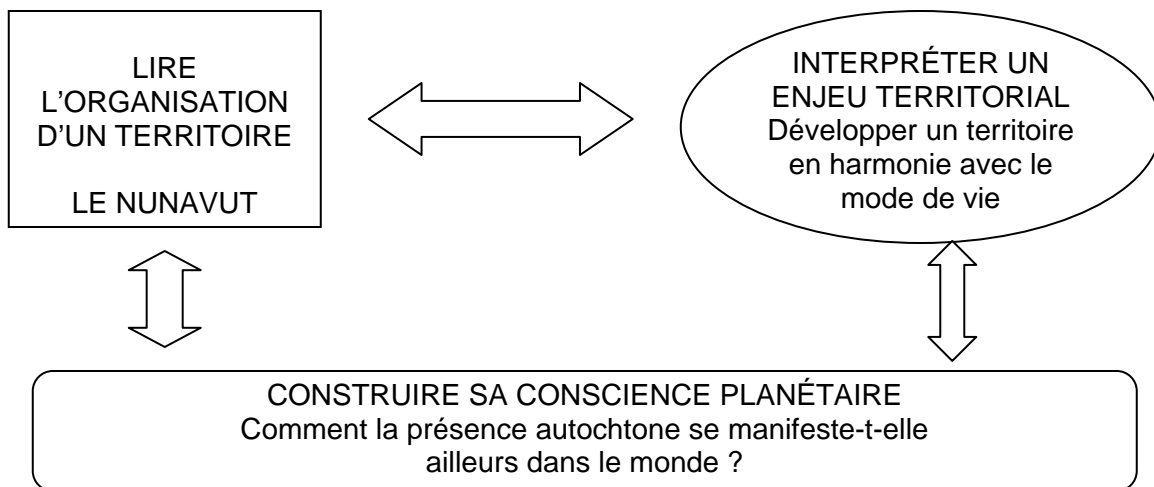 LIRE
L'ORGANISATION
D'UN TERRITOIRE
LE NUNAVUT
INTERPRÉTER UN
ENJEU TERRITORIAL
Développer un territoire
en harmonie avec le
mode de vie
CONSTRUIRE SA CONSCIENCE PLANÉTAIRE
Comment la présence autochtone se manifeste-t-elle
ailleurs dans le monde ?